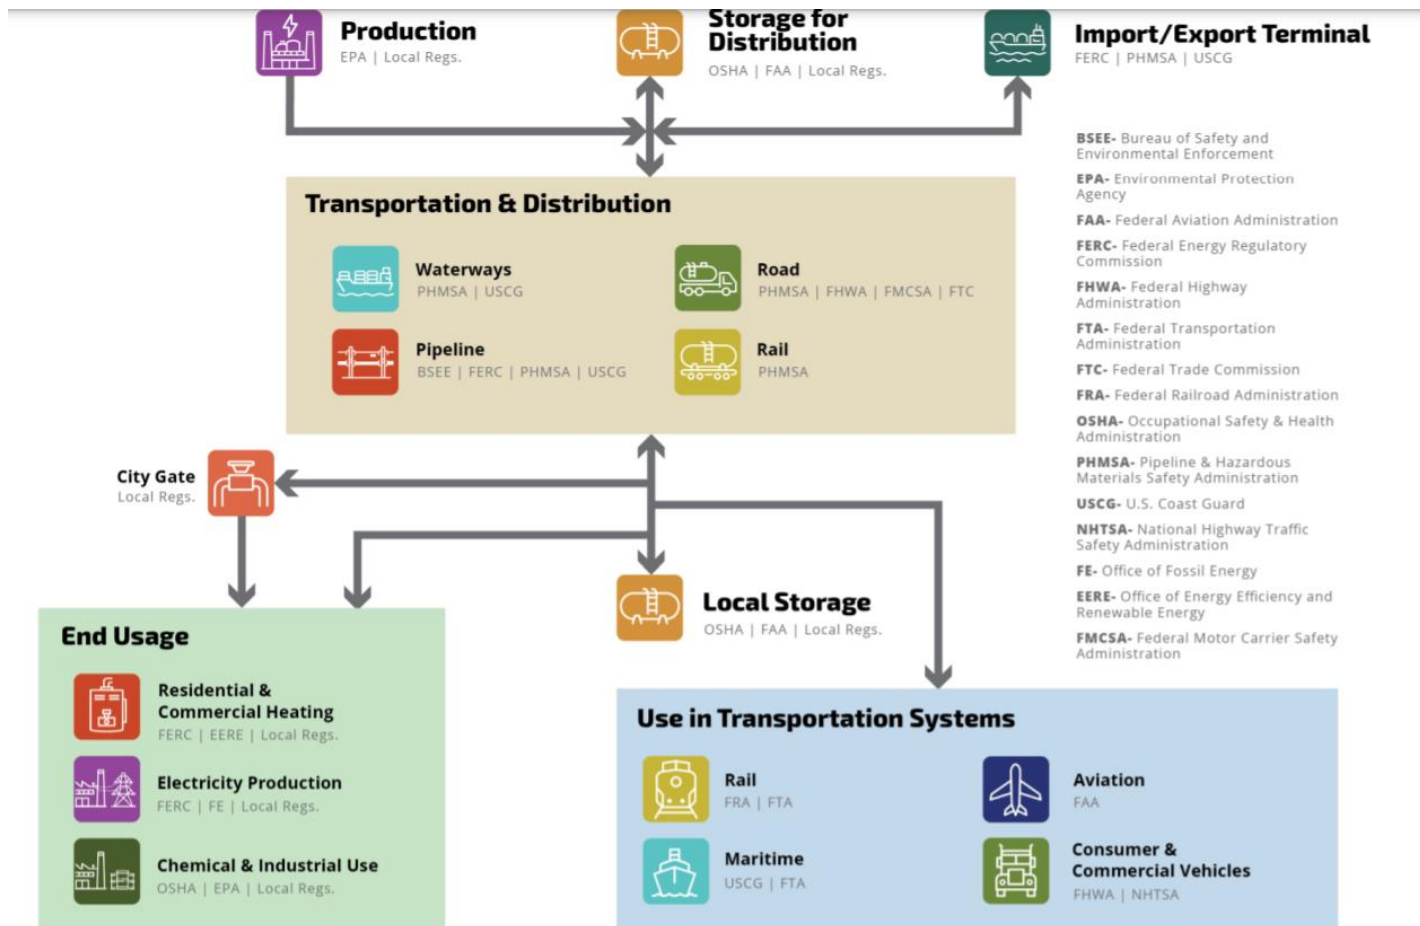 Production
EPA | Local Regs.
Storage for
Distribution
OSHA | FAA | Local Regs.
Import/Export Terminal
FERC | PHMSA | USCG
BSEE- Bureau of Safety and
Environmental Enforcement
EPA- Environmental Protection
Agency
FAA- Federal Aviation Administration
FERC- Federal Energy Regulatory
Commission
FHWA- Federal Highway
Administration
FTA- Federal Transportation
Administration
FTC- Federal Trade Commission
FRA- Federal Railroad Administration
OSHA- Occupational Safety & Health
Administration
PHMSA- Pipeline & Hazardous
Materials Safety Administration
USCG- U.S. Coast Guard
NHTSA- National Highway Traffic
Safety Administration
FE- Office of Fossil Energy
EERE- Office of Energy Efficiency and
Renewable Energy
FMCSA- Federal Motor Carrier Safety
Administration
Transportation & Distribution
Waterways
PHMSA | USCG
Road
PHMSA | FHWA | FMCSA | FTC
Pipeline
BSEE | FERC | PHMSA | USCG
Rail
PHMSA
City Gate
Local Regs.
Local Storage
OSHA | FAA | Local Regs.
End Usage
Residential &
Commercial Heating
FERC | EERE | Local Regs.
Electricity Production
FERC | FE | Local Regs.
Chemical & Industrial Use
OSHA | EPA | Local Regs.
Use in Transportation Systems
Rail
FRA | FTA
Aviation
FAA
Maritime
USCG | FTA
Consumer &
Commercial Vehicles
FHWA | NHTSA